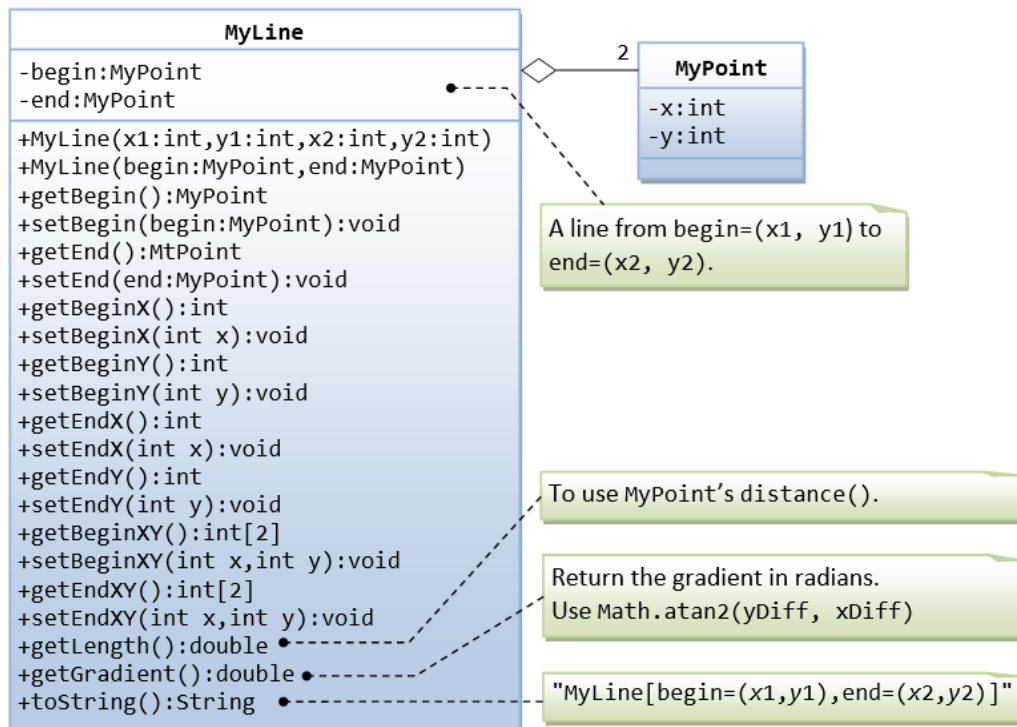 MyLine
-begin:MyPoint
-end:MyPoint
+MyLine(x1:int,y1:int,x2:int,y2:int)
+MyLine(begin:MyPoint,end:MyPoint)
+getBegin():MyPoint
+setBegin(begin:MyPoint):void
+getEnd():MtPoint
+setEnd(end:MyPoint):void
+getBeginX():int
+setBeginX(int x):void
+getBeginY():int
+setBeginY(int y):void
+getEndX():int
+setEndX(int x):void
+getEndY():int
+setEndY(int y):void
+getBeginXY():int[2]
+setBeginXY(int x,int y):void
+getEndXY():int[2]
+setEndXY(int x,int y):void
+getLength():double
+getGradient():double
+toString():String
2
MyPoint
-x:int
-y:int
A line from begin=(x1, y1) to
end=(x2, y2).
To use MyPoint's distance().
Return the gradient in radians.
Use Math.atan2(yDiff, xDiff)
"MyLine[begin=(x1,y1),end=(x2,y2)]"